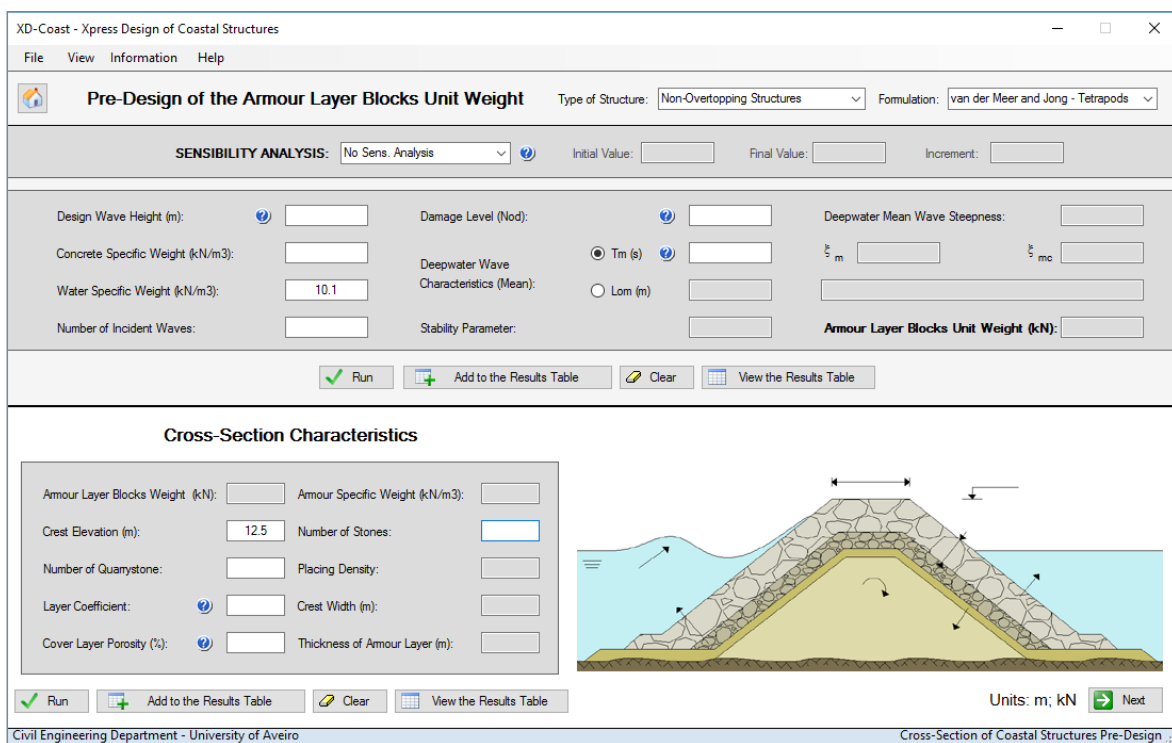 XD-Coast - Xpress Design of Coastal Structures
File View Information Help
Pre-Design of the Armour Layer Blocks Unit Weight Type of Structure: Non-Overtopping Structures Formulation: van der Meer and Jong - Tetrapods
SENSIBILITY ANALYSIS: No Sens. Analysis Initial Value: Final Value: Increment:
Design Wave Height (m): Damage Level (Nod): Deepwater Mean Wave Steepness:
Concrete Specific Weight (kN/m3): Deepwater Wave Characteristics (Mean): Tm (s) ξ m ξ mc
Water Specific Weight (kN/m3): 10.1 Lom (m)
Number of Incident Waves: Stability Parameter: Armour Layer Blocks Unit Weight (kN):
Run Add to the Results Table Clear View the Results Table
Cross-Section Characteristics
Armour Layer Blocks Weight (kN): Armour Specific Weight (kN/m3):
Crest Elevation (m): 12.5 Number of Stones:
Number of Quarrystone: Placing Density:
Layer Coefficient: Crest Width (m):
Cover Layer Porosity (%): Thickness of Armour Layer (m):
Run Add to the Results Table Clear View the Results Table Units: m; kN Next
Civil Engineering Department - University of Aveiro Cross-Section of Coastal Structures Pre-Design